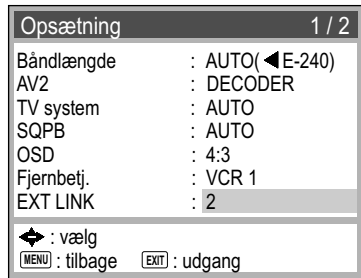 Opsætning 1 / 2
Båndlængde : AUTO(◀E-240)
AV2 : DECODER
TV system : AUTO
SQPB : AUTO
OSD : 4:3
Fjernbetj. : VCR 1
EXT LINK : 2
: vælg
MENU : tilbage EXIT : udgang